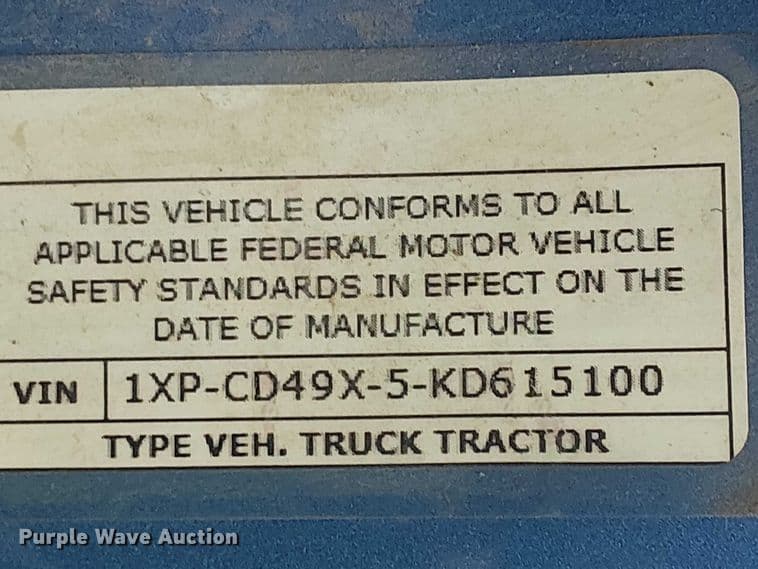 THIS VEHICLE CONFORMS TO ALL
APPLICABLE FEDERAL MOTOR VEHICLE
SAFETY STANDARDS IN EFFECT ON THE
DATE OF MANUFACTURE
VIN 1XP-CD49X-5-KD615100
TYPE VEH. TRUCK TRACTOR
Purple Wave Auction